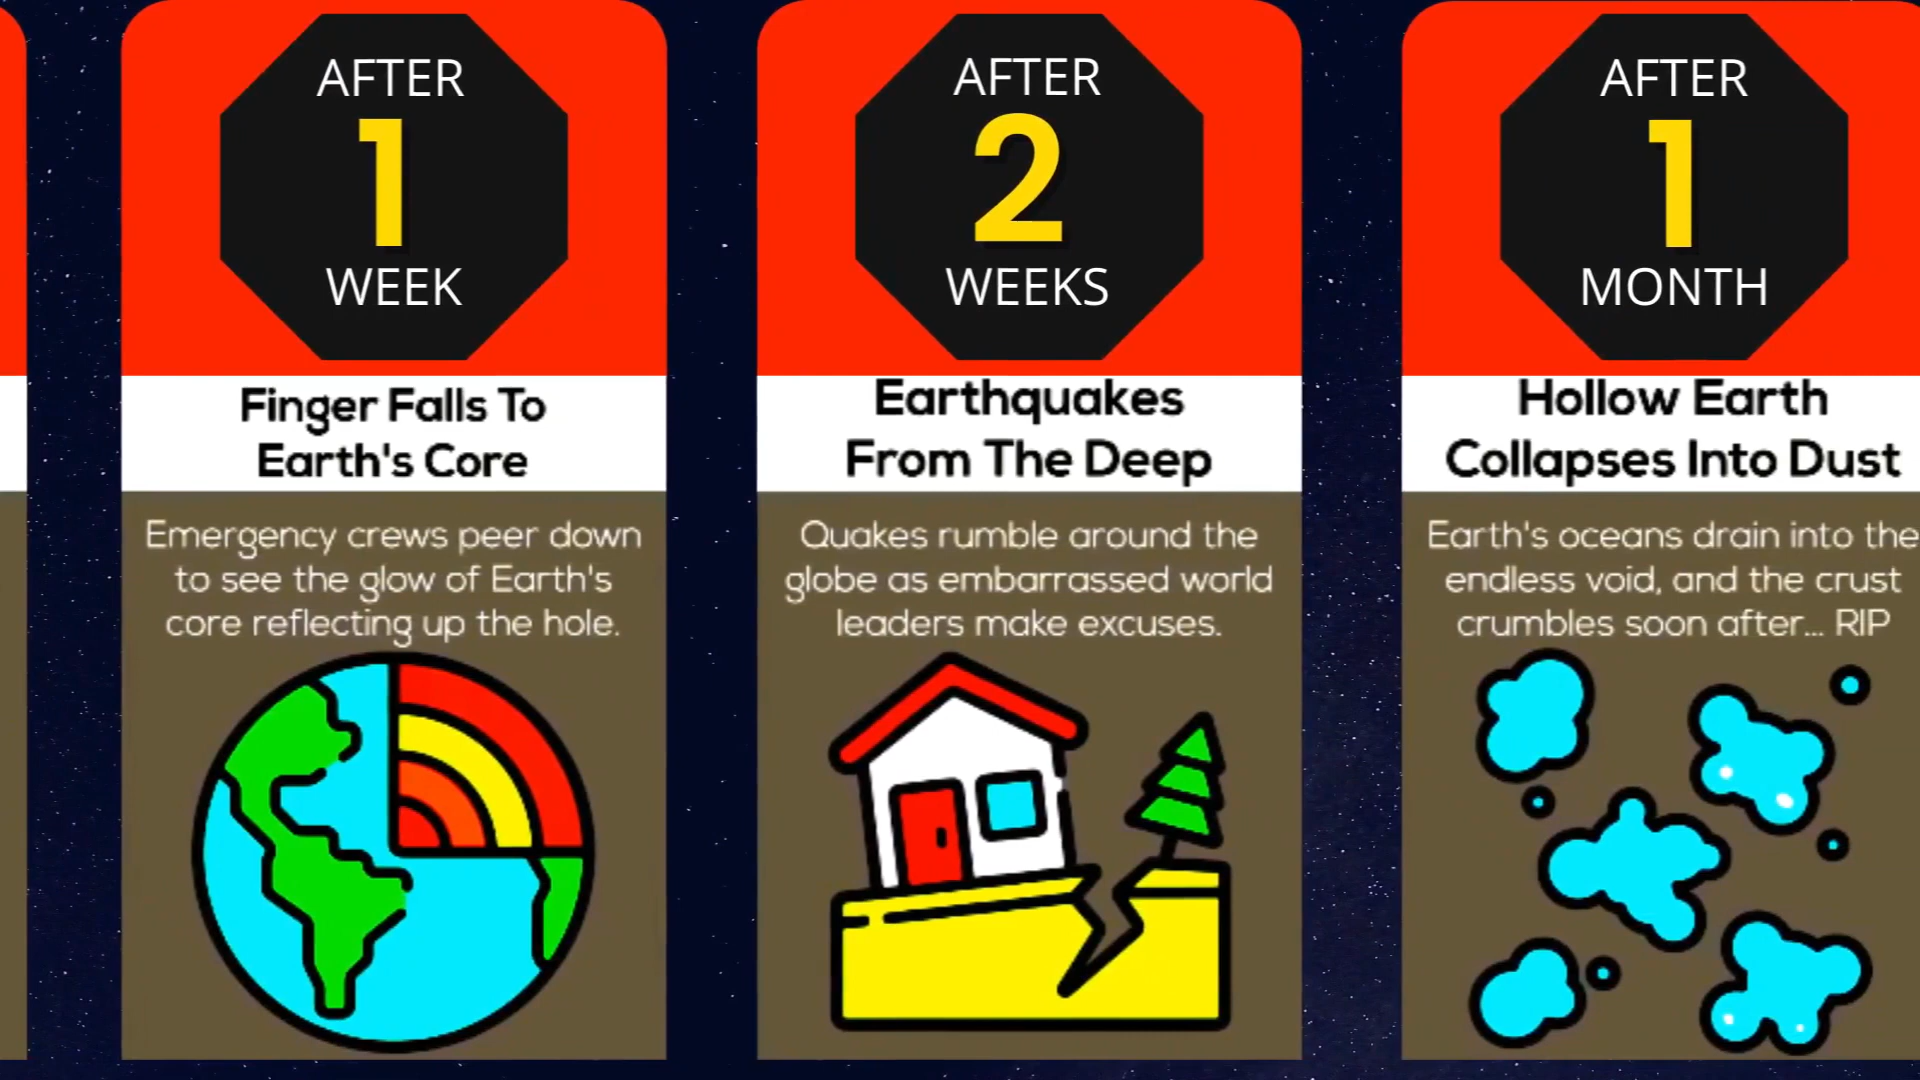 AFTER
1
WEEK
Finger Falls To
Earth's Core
Emergency crews peer down
to see the glow of Earth's
core reflecting up the hole.
AFTER
2
WEEKS
Earthquakes
From The Deep
Quakes rumble around the
globe as embarrassed world
leaders make excuses.
AFTER
1
MONTH
Hollow Earth
Collapses Into Dust
Earth's oceans drain into the
endless void, and the crust
crumbles soon after... RIP